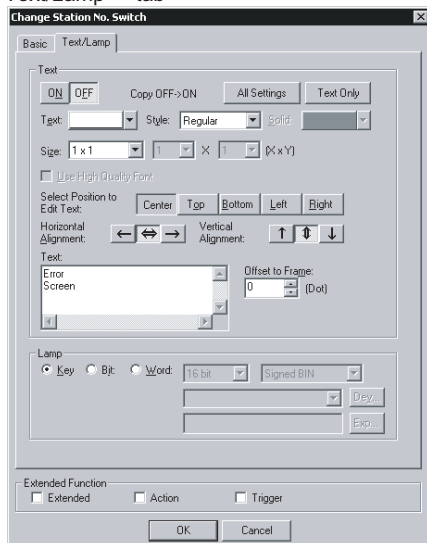 Text/Lamp tab
Change Station No. Switch
Basic Text/Lamp
Text
ON OFF Copy OFF->ON All Settings Text Only
Text: Style: Regular Solid:
Size: 1 x 1 1 X 1 (X x Y)
Use High Quality Font
Select Position to
Edit Text: Center Top Bottom Left Right
Horizontal
Alignment: Vertical
Alignment:
Text:
Offset to Frame:
Error
Screen
0 (Dot)
Lamp
Key Bit: Word: 16 bit Signed BIN
Dev...
Exp...
Extended Function
Extended Action Trigger
OK Cancel